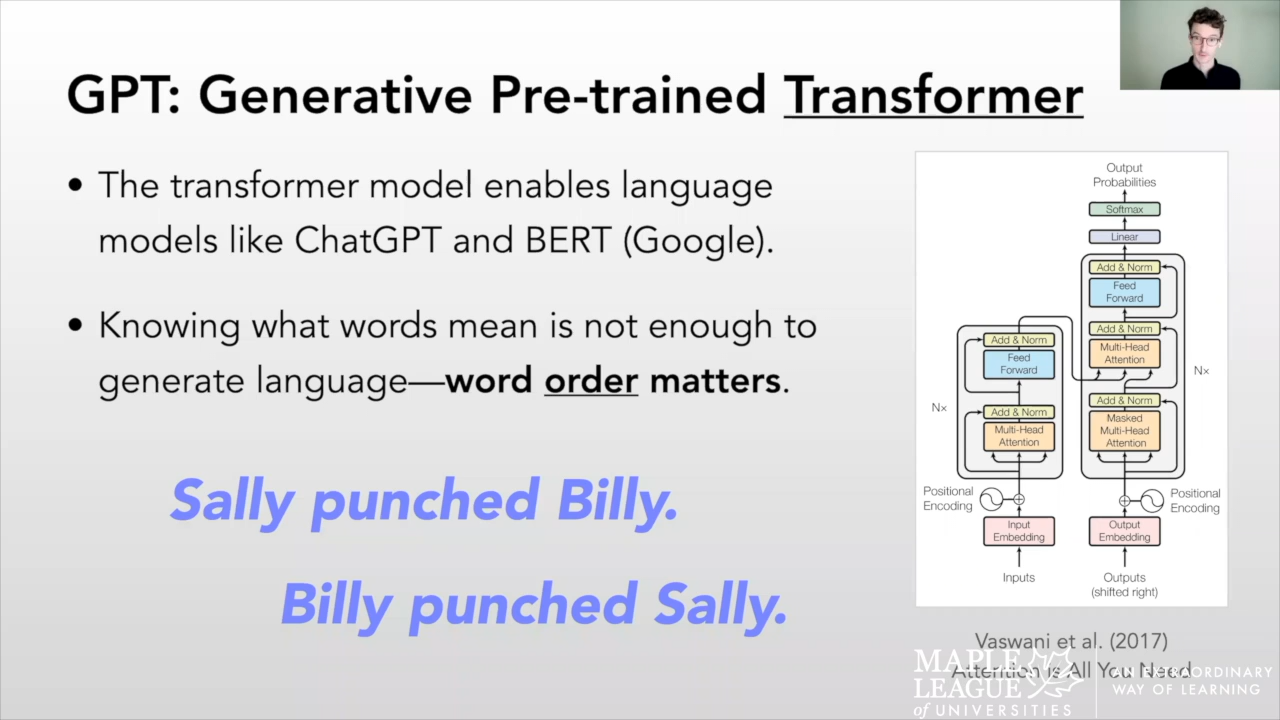 GPT: Generative Pre-trained Transformer
• The transformer model enables language
models like ChatGPT and BERT (Google).
• Knowing what words mean is not enough to
generate language—word order matters.
Sally punched Billy.
Billy punched Sally.
Output
Probabilities
Softmax
Linear
Add & Norm
Feed
Forward
Add & Norm
Multi-Head
Attention
Nx
Add & Norm
Masked
Multi-Head
Attention
Add & Norm
Feed
Forward
Nx
Add & Norm
Multi-Head
Attention
Positional
Encoding
Positional
Encoding
Input
Embedding
Output
Embedding
Inputs
Outputs
(shifted right)
Vaswani et al. (2017)
Attention is All You Need
MAPLE
LEAGUE
of UNIVERSITIES
AN EXTRAORDINARY
WAY OF LEARNING